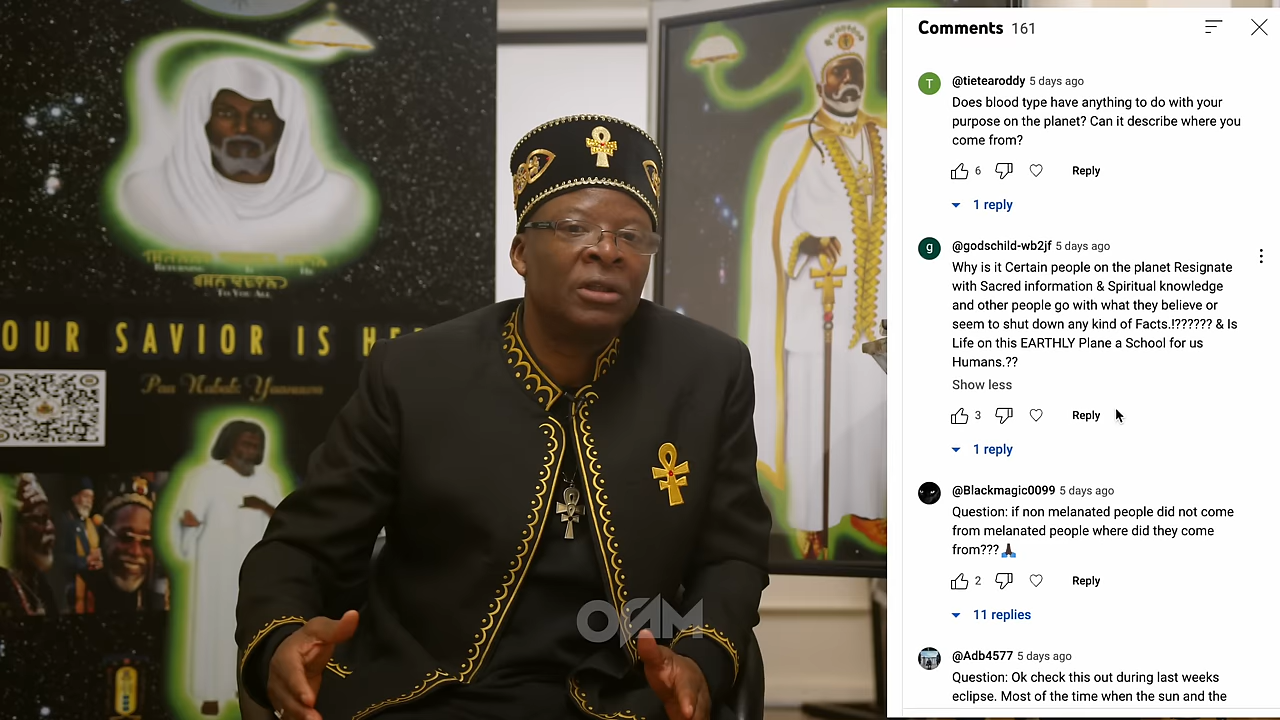 OUR SAVIOR IS HE
Comments 161
@tietearoddy 5 days ago
Does blood type have anything to do with your
purpose on the planet? Can it describe where you
come from?
6 Reply
1 reply
@godschild-wb2jf 5 days ago
Why is it Certain people on the planet Resignate
with Sacred information & Spiritual knowledge
and other people go with what they believe or
seem to shut down any kind of Facts.!?????? & Is
Life on this EARTHLY Plane a School for us
Humans.??
Show less
3 Reply
1 reply
@Blackmagic0099 5 days ago
Question: if non melanated people did not come
from melanated people where did they come
from???🙏🏿
2 Reply
11 replies
@Adb4577 5 days ago
Question: Ok check this out during last weeks
eclipse. Most of the time when the sun and the
T
g
To You All